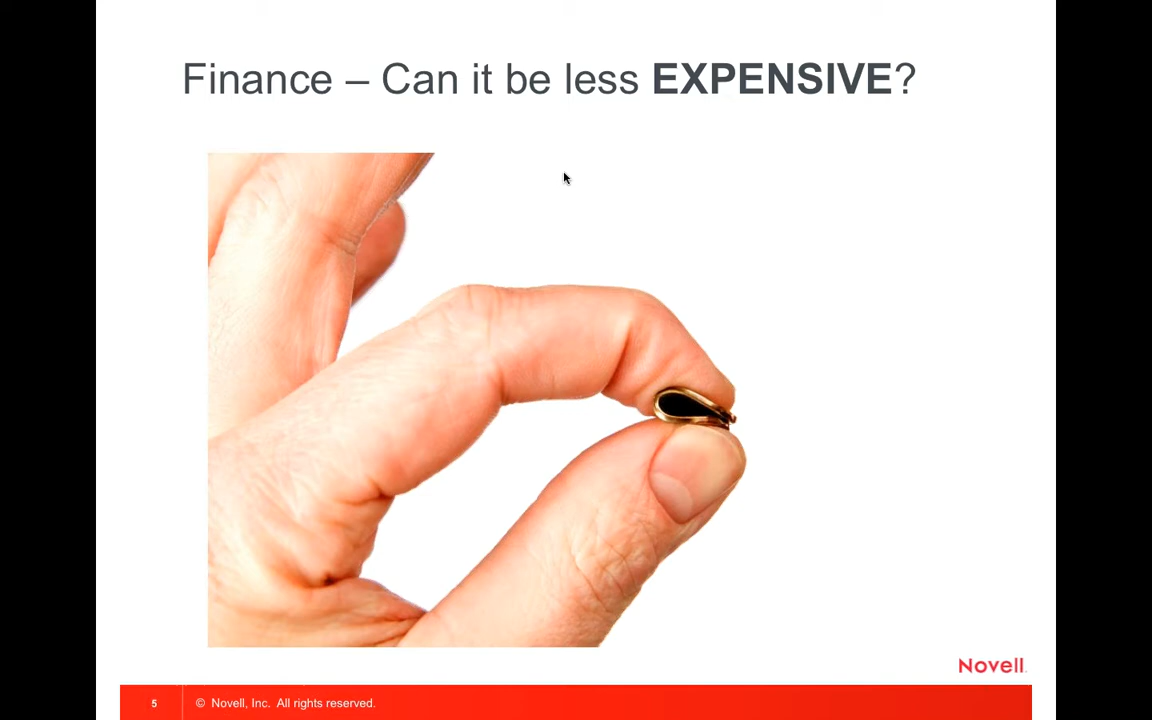 Finance – Can it be less EXPENSIVE?
Novell
5 © Novell, Inc. All rights reserved.